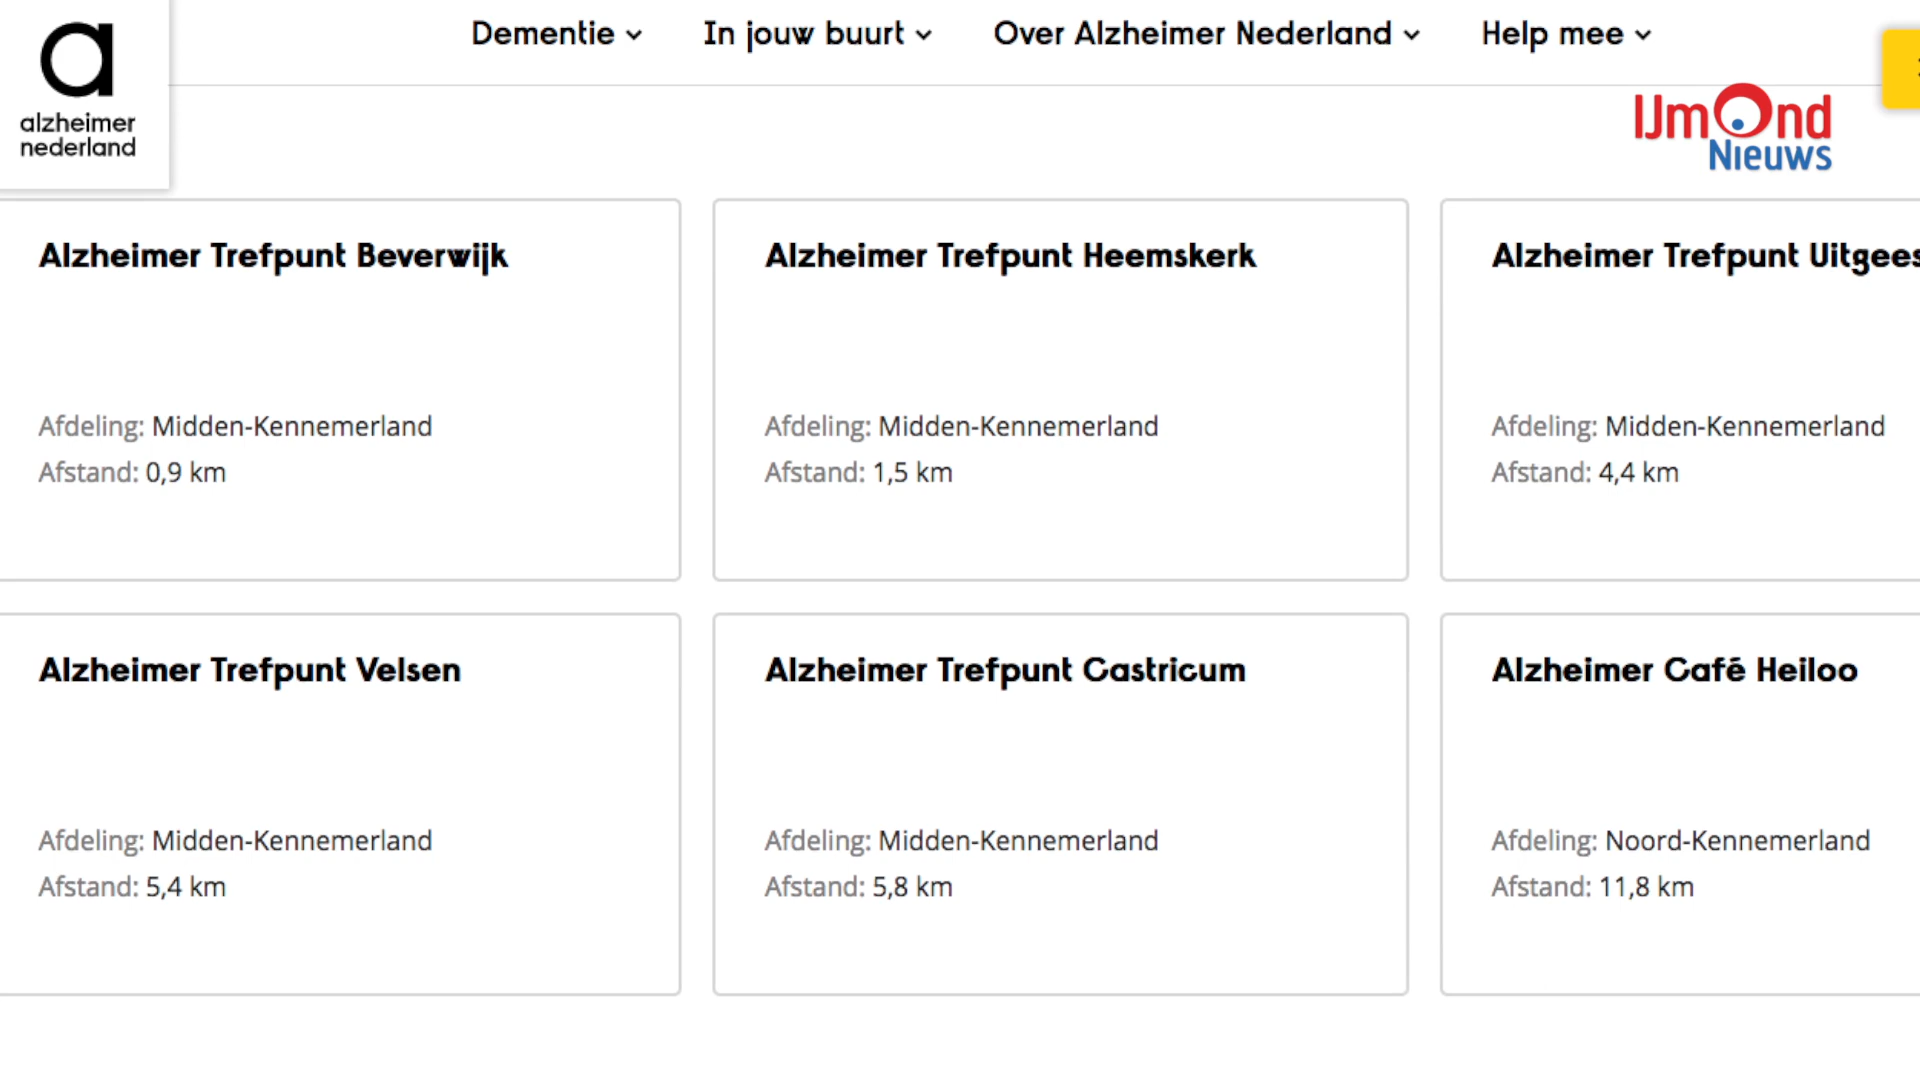 Dementie
In jouw buurt
Over Alzheimer Nederland
Help mee
alzheimer
nederland
IJmond
Nieuws
Alzheimer Trefpunt Beverwijk
Afdeling: Midden-Kennemerland
Afstand: 0,9 km
Alzheimer Trefpunt Heemskerk
Afdeling: Midden-Kennemerland
Afstand: 1,5 km
Alzheimer Trefpunt Uitgees
Afdeling: Midden-Kennemerland
Afstand: 4,4 km
Alzheimer Trefpunt Velsen
Afdeling: Midden-Kennemerland
Afstand: 5,4 km
Alzheimer Trefpunt Castricum
Afdeling: Midden-Kennemerland
Afstand: 5,8 km
Alzheimer Café Heiloo
Afdeling: Noord-Kennemerland
Afstand: 11,8 km